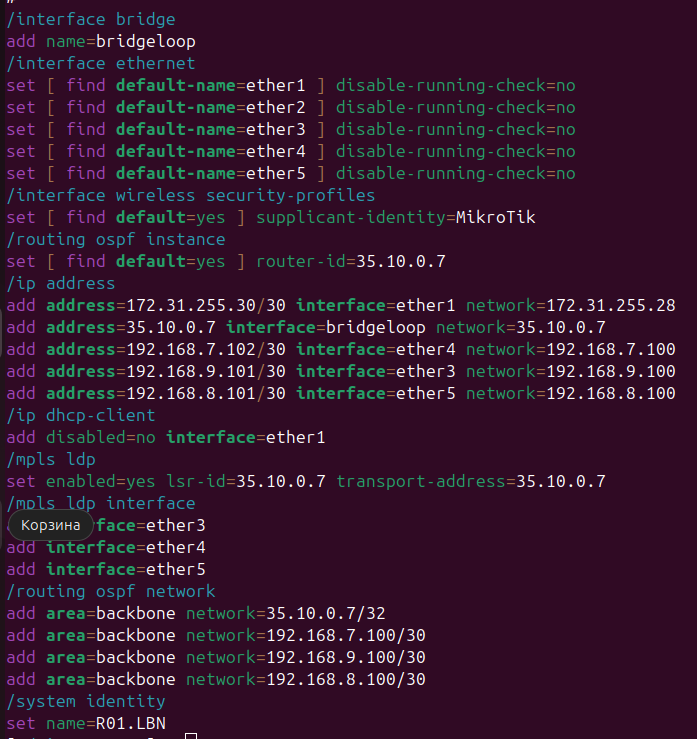 /interface bridge
add name=bridgeloop
/interface ethernet
set [ find default-name=ether1 ] disable-running-check=no
set [ find default-name=ether2 ] disable-running-check=no
set [ find default-name=ether3 ] disable-running-check=no
set [ find default-name=ether4 ] disable-running-check=no
set [ find default-name=ether5 ] disable-running-check=no
/interface wireless security-profiles
set [ find default=yes ] supplicant-identity=MikroTik
/routing ospf instance
set [ find default=yes ] router-id=35.10.0.7
/ip address
add address=172.31.255.30/30 interface=ether1 network=172.31.255.28
add address=35.10.0.7 interface=bridgeloop network=35.10.0.7
add address=192.168.7.102/30 interface=ether4 network=192.168.7.100
add address=192.168.9.101/30 interface=ether3 network=192.168.9.100
add address=192.168.8.101/30 interface=ether5 network=192.168.8.100
/ip dhcp-client
add disabled=no interface=ether1
/mpls ldp
set enabled=yes lsr-id=35.10.0.7 transport-address=35.10.0.7
/mpls ldp interface
Корзина face=ether3
add interface=ether4
add interface=ether5
/routing ospf network
add area=backbone network=35.10.0.7/32
add area=backbone network=192.168.7.100/30
add area=backbone network=192.168.9.100/30
add area=backbone network=192.168.8.100/30
/system identity
set name=R01.LBN